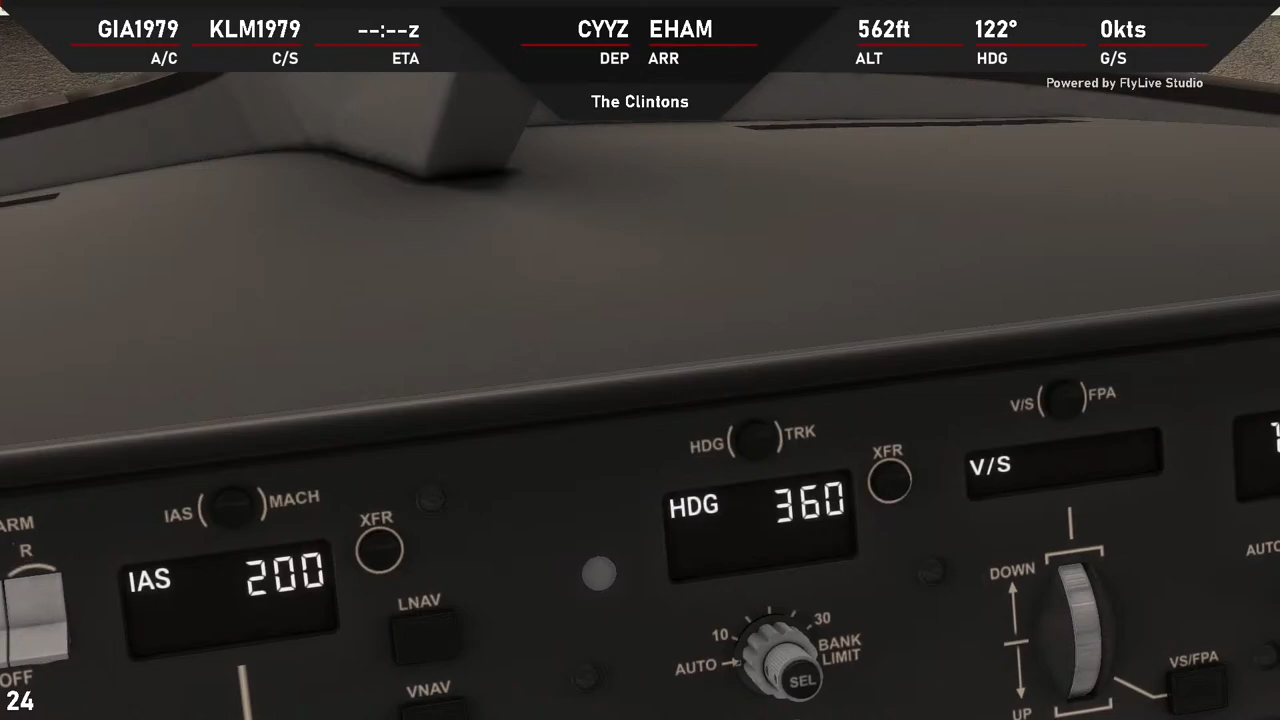 GIA1979 KLM1979 --:--z CYYZ EHAM 562ft 122° 0kts
A/C C/S ETA DEP ARR ALT HDG G/S
Powered by FlyLive Studio
The Clintons
V/S FPA
HDG TRK
XFR
V/S
IAS MACH
HDG 360
ARM
XFR
R
IAS 200
AUTO
DOWN
LNAV
10 30
BANK
LIMIT
AUTO
SEL
VS/FPA
OFF
VNAV
24
UP